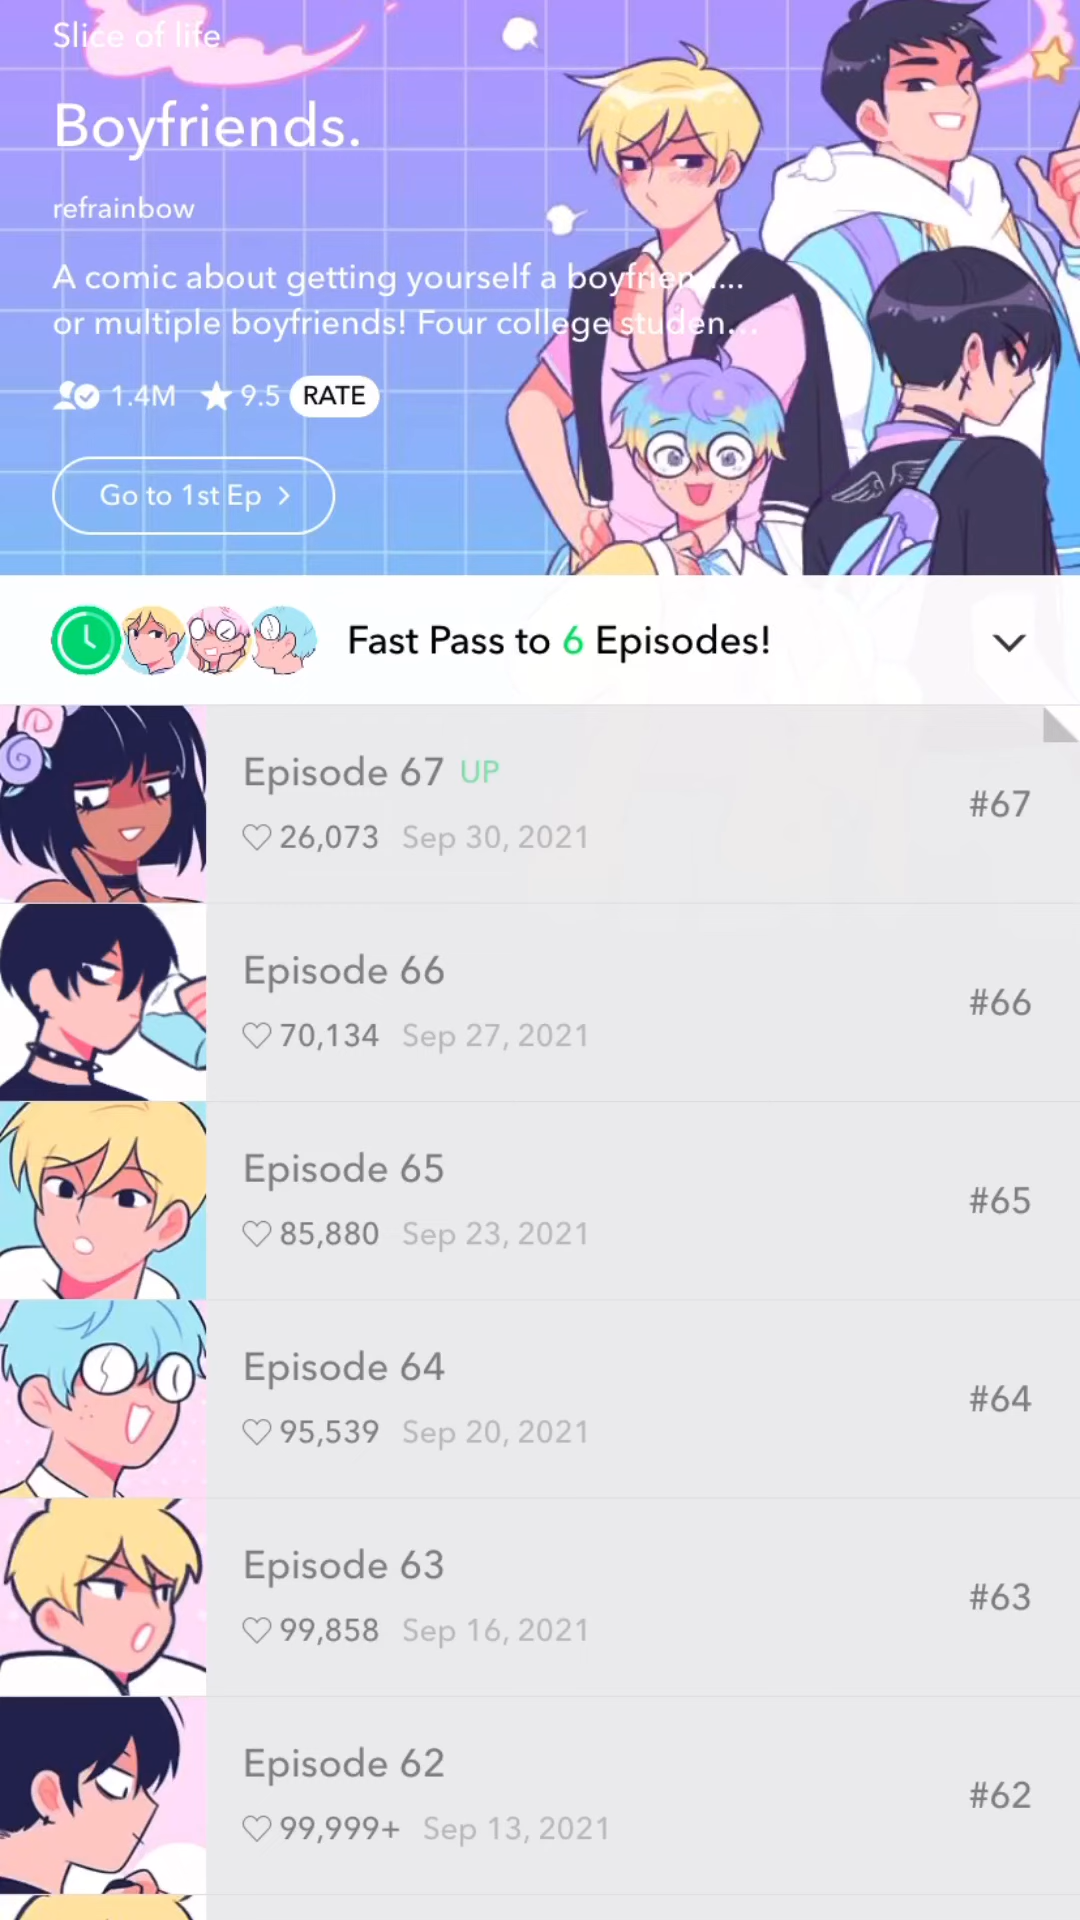 Slice of life
Boyfriends.
refrainbow
A comic about getting yourself a boyfriend...
or multiple boyfriends! Four college studen...
1.4M 9.5 RATE
Go to 1st Ep >
Fast Pass to 6 Episodes!
Episode 67 UP
#67
26,073 Sep 30, 2021
Episode 66
#66
70,134 Sep 27, 2021
Episode 65
#65
85,880 Sep 23, 2021
Episode 64
#64
95,539 Sep 20, 2021
Episode 63
#63
99,858 Sep 16, 2021
Episode 62
#62
99,999+ Sep 13, 2021